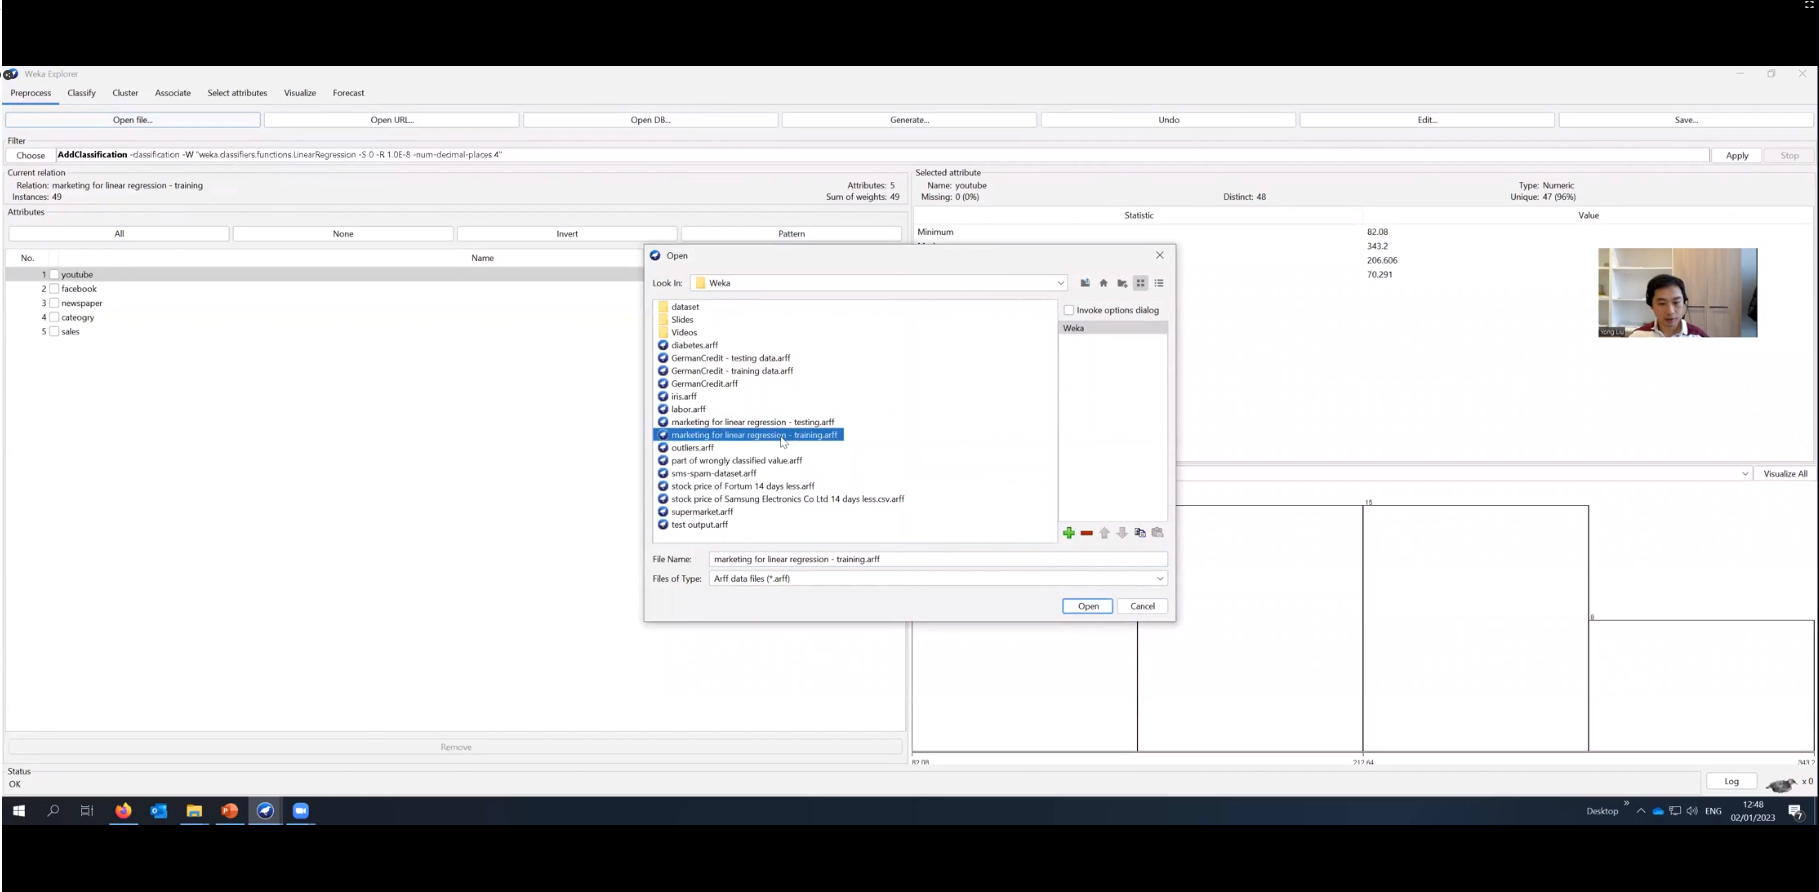 Weka Explorer
Preprocess Classify Cluster Associate Select attributes Visualize Forecast
Open file... Open URL... Open DB... Generate... Undo Edit... Save...
Filter
Choose AddClassification -classification -W "weka.classifiers.functions.LinearRegression -S 0 -R 1.0E-8 -num-decimal-places 4" Apply Stop
Current relation
Relation: marketing for linear regression - training Attributes: 5
Instances: 49 Sum of weights: 49
Attributes
All None Invert Pattern
No. Name
1 youtube
2 facebook
3 newspaper
4 cateogry
5 sales
Remove
Selected attribute
Name: youtube Type: Numeric
Missing: 0 (0%) Distinct: 48 Unique: 47 (96%)
Statistic Value
Minimum 82.08
343.2
206.606
70.291
Yong Liu
Open
Look In: Weka
dataset
Slides
Videos
diabetes.arff
GermanCredit - testing data.arff
GermanCredit - training data.arff
GermanCredit.arff
iris.arff
labor.arff
marketing for linear regression - testing.arff
marketing for linear regression - training.arff
outliers.arff
part of wrongly classified value.arff
sms-spam-dataset.arff
stock price of Fortum 14 days less.arff
stock price of Samsung Electronics Co Ltd 14 days less.csv.arff
supermarket.arff
test output.arff
Invoke options dialog
Weka
File Name: marketing for linear regression - training.arff
Files of Type: Arff data files (*.arff)
Open Cancel
Visualize All
15
8
82.08 212.64 343.2
Status
OK
Log x 0
Desktop ENG 12:48
02/01/2023
7